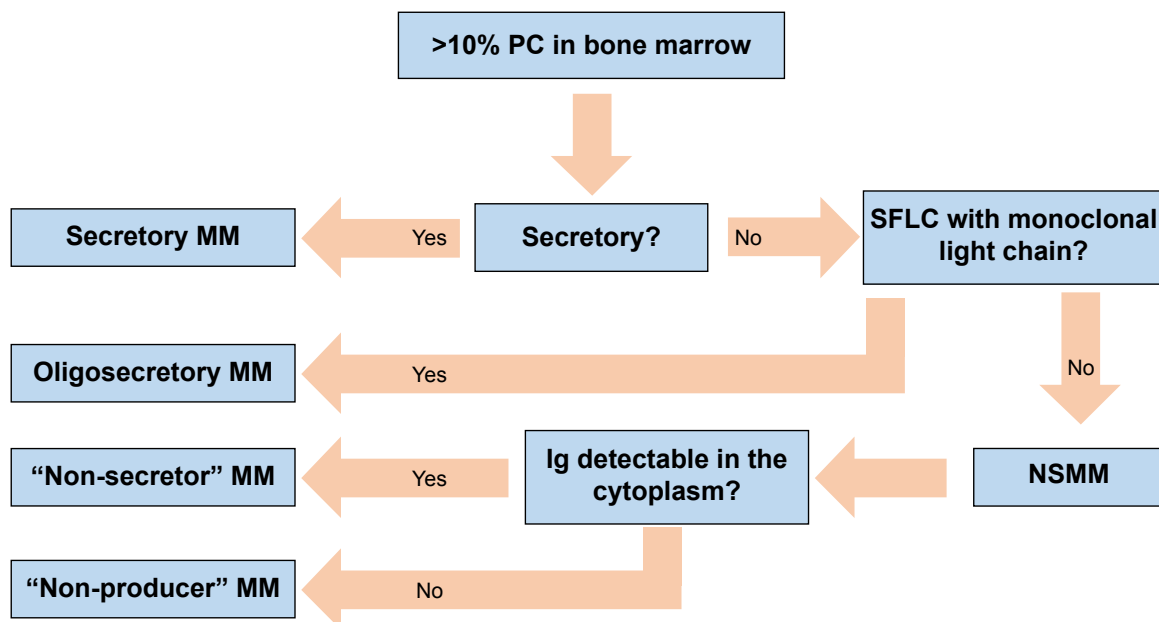 >10% PC in bone marrow
Secretory MM
Yes
Secretory?
No
SFLC with monoclonal
light chain?
Oligosecretory MM
Yes
No
“Non-secretor” MM
Yes
Ig detectable in the
cytoplasm?
NSMM
“Non-producer” MM
No